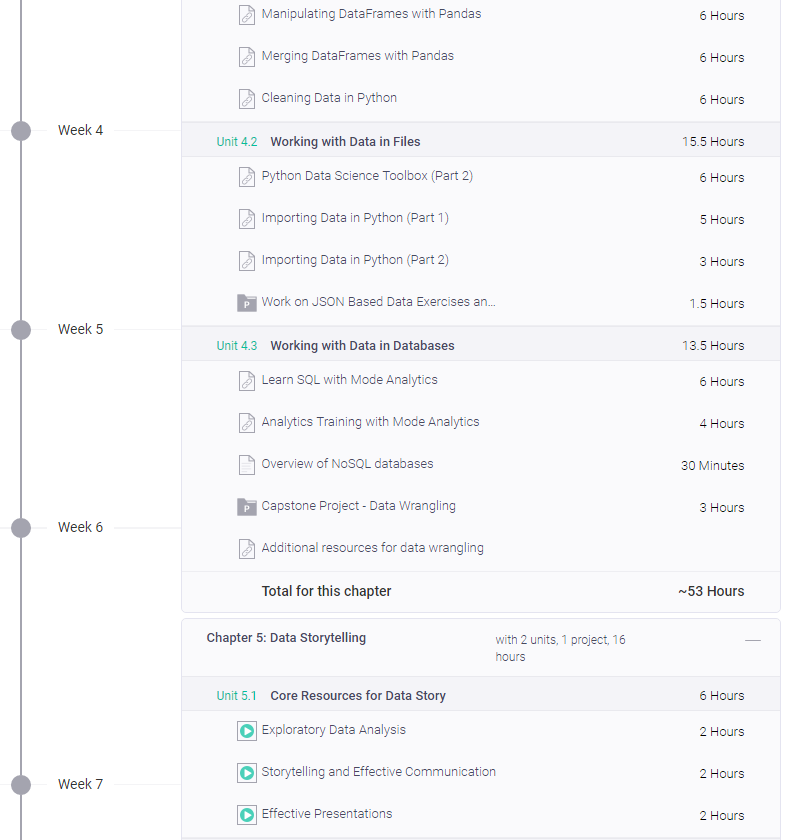 Manipulating DataFrames with Pandas 6 Hours
Merging DataFrames with Pandas 6 Hours
Cleaning Data in Python 6 Hours
Week 4
Unit 4.2 Working with Data in Files 15.5 Hours
Python Data Science Toolbox (Part 2) 6 Hours
Importing Data in Python (Part 1) 5 Hours
Importing Data in Python (Part 2) 3 Hours
P Work on JSON Based Data Exercises an... 1.5 Hours
Week 5
Unit 4.3 Working with Data in Databases 13.5 Hours
Learn SQL with Mode Analytics 6 Hours
Analytics Training with Mode Analytics 4 Hours
Overview of NoSQL databases 30 Minutes
P Capstone Project - Data Wrangling 3 Hours
Week 6
Additional resources for data wrangling
Total for this chapter ~53 Hours
Chapter 5: Data Storytelling with 2 units, 1 project, 16
hours
Unit 5.1 Core Resources for Data Story 6 Hours
Exploratory Data Analysis 2 Hours
Storytelling and Effective Communication 2 Hours
Week 7
Effective Presentations 2 Hours